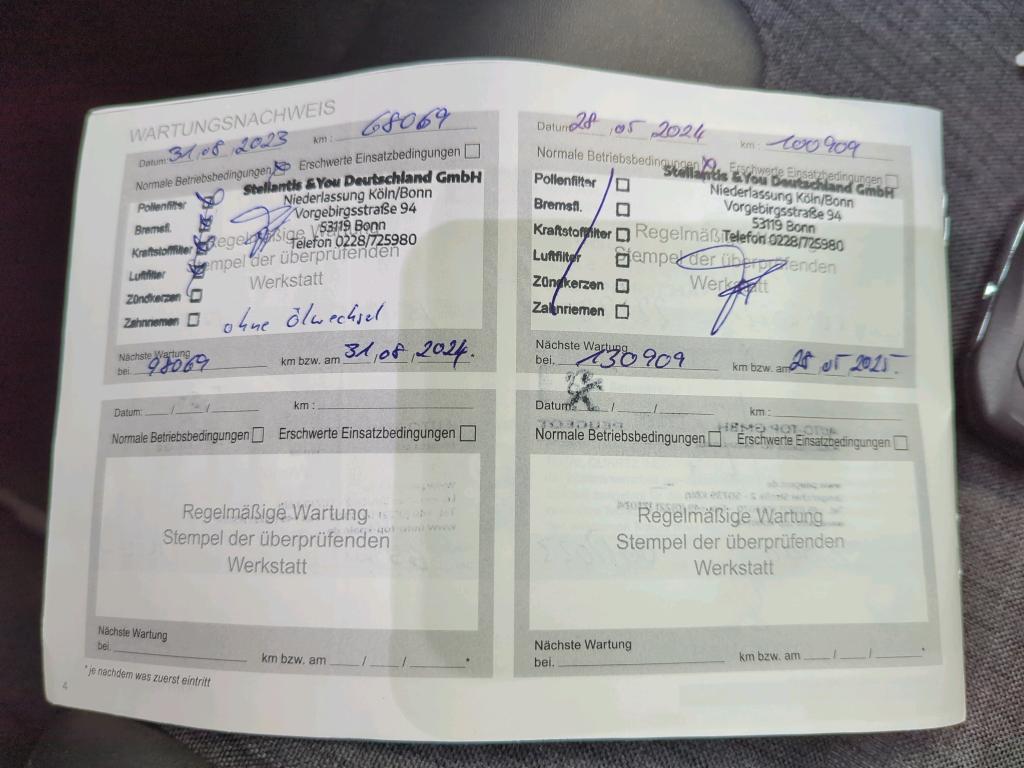 WARTUNGSNACHWEIS
Datum: 31,08,2023 km: 68069
Normale Betriebsbedingungen Erschwerte Einsatzbedingungen
Stellantis &You Deutschland GmbH
Niederlassung Köln/Bonn
Vorgebirgsstraße 94
53119 Bonn
Telefon 0228/725980
Pollenfilter
Bremsfl.
Kraftstofffilter
Luftfilter
Zündkerzen
Zahnriemen
Regelmäßige Wartung
Stempel der überprüfenden
Werkstatt
ohne Ölwechsel
Nächste Wartung
bei. 98069 km bzw. am 31,08,2024.
Datum 28,05 2024 km: 100909
Normale Betriebsbedingungen Erschwerte Einsatzbedingungen
Stellantis &You Deutschland GmbH
Niederlassung Köln/Bonn
Vorgebirgsstraße 94
53119 Bonn
Telefon 0228/725980
Pollenfilter
Bremsfl.
Kraftstofffilter
Luftfilter
Zündkerzen
Zahnriemen
Regelmäßige Wartung
Stempel der überprüfenden
Werkstatt
Nächste Wartung
bei. 130909 km bzw. am 28,05 2025.
Datum: / / km:
Normale Betriebsbedingungen Erschwerte Einsatzbedingungen
Regelmäßige Wartung
Stempel der überprüfenden
Werkstatt
Nächste Wartung
bei. km bzw. am / / *
Datum: / / km:
Normale Betriebsbedingungen Erschwerte Einsatzbedingungen
Regelmäßige Wartung
Stempel der überprüfenden
Werkstatt
Nächste Wartung
bei. km bzw. am / / *
* je nachdem was zuerst eintritt
4